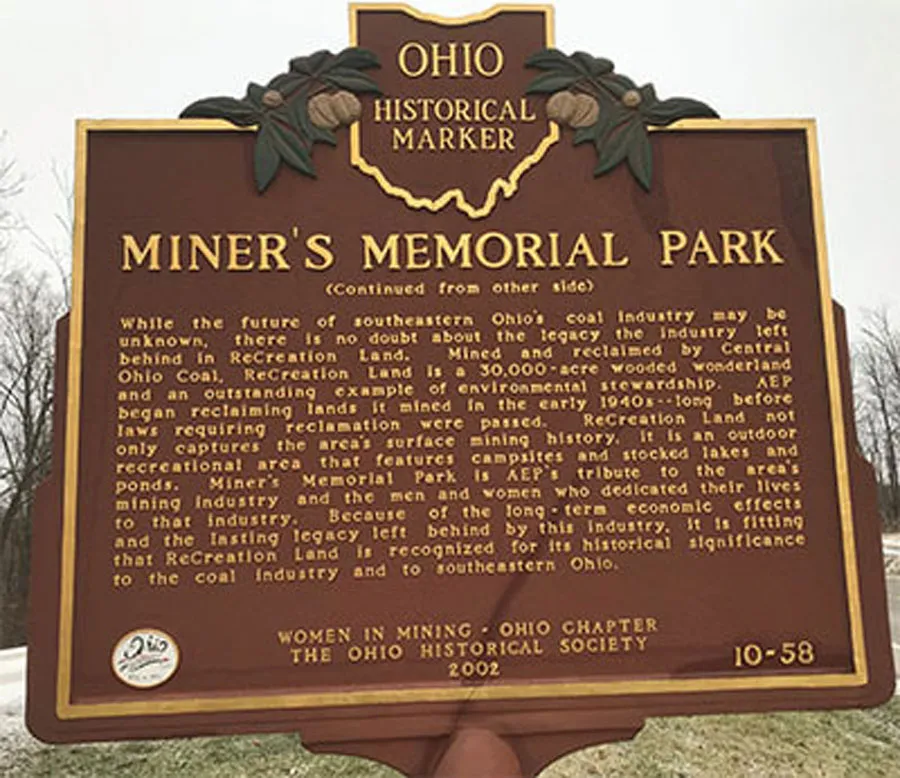 OHIO
HISTORICAL
MARKER
MINER'S MEMORIAL PARK
(Continued from other side)
While the future of southeastern Ohio's coal industry may be
unknown, there is no doubt about the legacy the industry left
behind in ReCreation Land. Mined and reclaimed by Central
Ohio Coal, ReCreation Land is a 30,000-acre wooded wonderland
and an outstanding example of environmental stewardship. AEP
began reclaiming lands it mined in the early 1940s--long before
laws requiring reclamation were passed. ReCreation Land not
only captures the area's surface mining history, it is an outdoor
recreational area that features campsites and stocked lakes and
ponds. Miner's Memorial Park is AEP's tribute to the area's
mining industry and the men and women who dedicated their lives
to that industry. Because of the long-term economic effects
and the lasting legacy left behind by this industry, it is fitting
that ReCreation Land is recognized for its historical significance
to the coal industry and to southeastern Ohio.
WOMEN IN MINING - OHIO CHAPTER
THE OHIO HISTORICAL SOCIETY
2002
10-58
Ohio